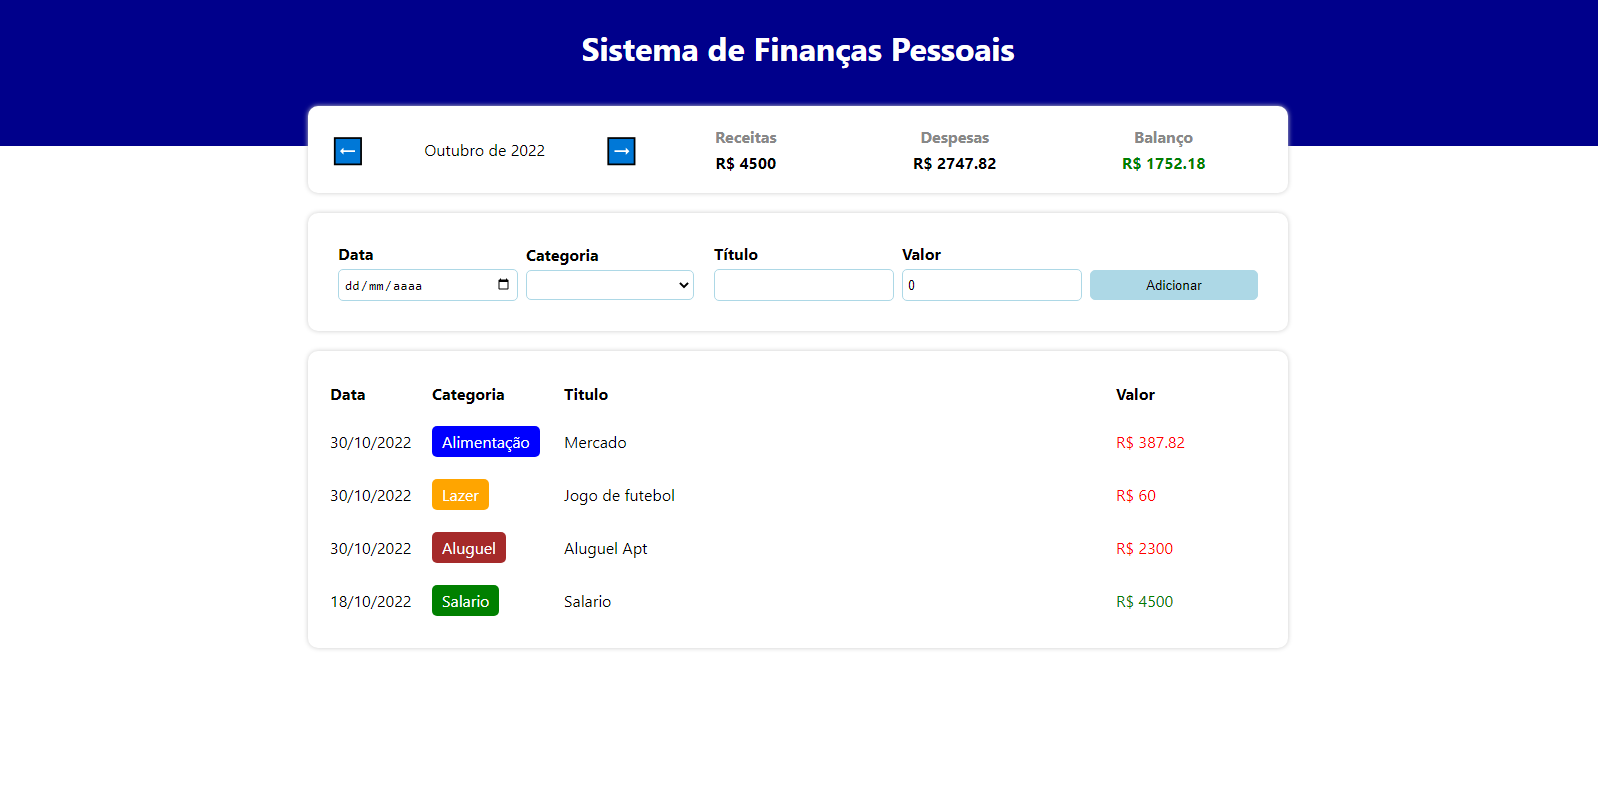 Sistema de Finanças Pessoais
← Outubro de 2022 → Receitas Despesas Balanço
R$ 4500 R$ 2747.82 R$ 1752.18
Data Categoria Título Valor
dd/mm/aaaa 0 Adicionar
Data Categoria Titulo Valor
30/10/2022 Alimentação Mercado R$ 387.82
30/10/2022 Lazer Jogo de futebol R$ 60
30/10/2022 Aluguel Aluguel Apt R$ 2300
18/10/2022 Salario Salario R$ 4500